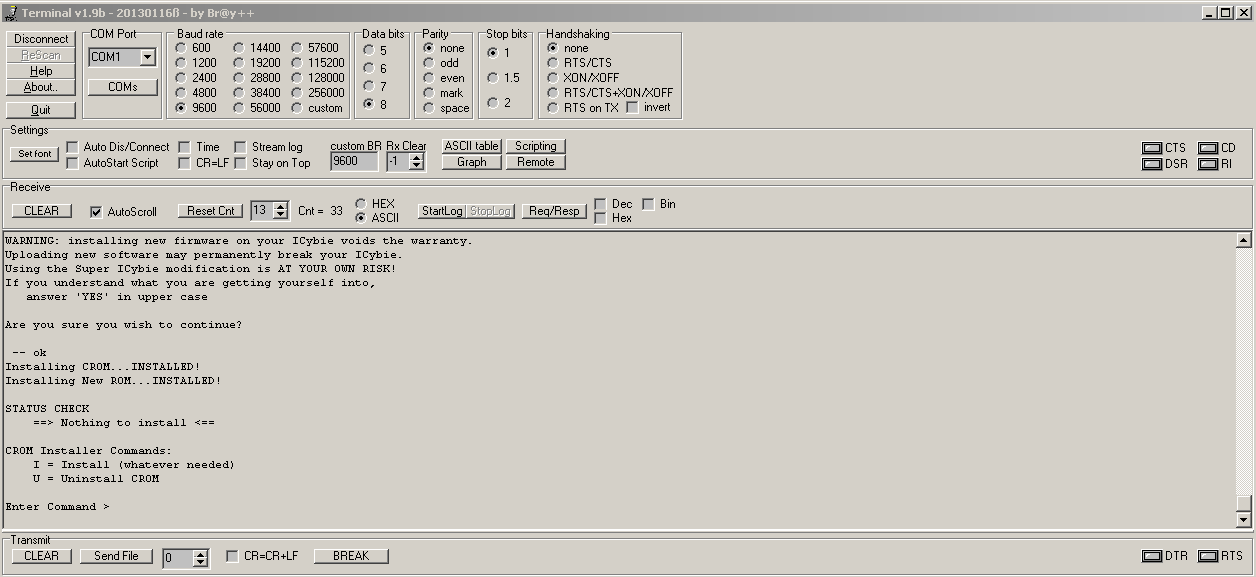 Terminal v1.9b - 20130116ß - by Br@y++
Disconnect
ReScan
Help
About..
Quit
COM Port
COM1
COMs
Baud rate
600 14400 57600
1200 19200 115200
2400 28800 128000
4800 38400 256000
9600 56000 custom
Data bits
5
6
7
8
Parity
none
odd
even
mark
space
Stop bits
1
1.5
2
Handshaking
none
RTS/CTS
XON/XOFF
RTS/CTS+XON/XOFF
RTS on TX invert
Settings
Set font
Auto Dis/Connect Time Stream log
AutoStart Script CR=LF Stay on Top
custom BR Rx Clear
9600 -1
ASCII table Scripting
Graph Remote
CTS CD
DSR RI
Receive
CLEAR AutoScroll Reset Cnt 13 Cnt = 33
HEX
ASCII
StartLog StopLog Req/Resp
Dec Bin
Hex
WARNING: installing new firmware on your ICybie voids the warranty.
Uploading new software may permanently break your ICybie.
Using the Super ICybie modification is AT YOUR OWN RISK!
If you understand what you are getting yourself into,
answer 'YES' in upper case
Are you sure you wish to continue?
-- ok
Installing CROM...INSTALLED!
Installing New ROM...INSTALLED!
STATUS CHECK
==> Nothing to install <==
CROM Installer Commands:
I = Install (whatever needed)
U = Uninstall CROM
Enter Command >
Transmit
CLEAR Send File 0 CR=CR+LF BREAK
DTR RTS